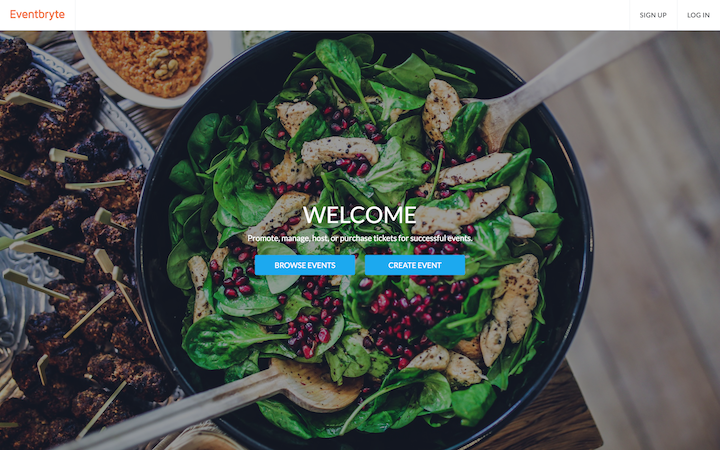 Eventbryte
SIGN UP
LOG IN
WELCOME
Promote, manage, host, or purchase tickets for successful events.
BROWSE EVENTS
CREATE EVENT